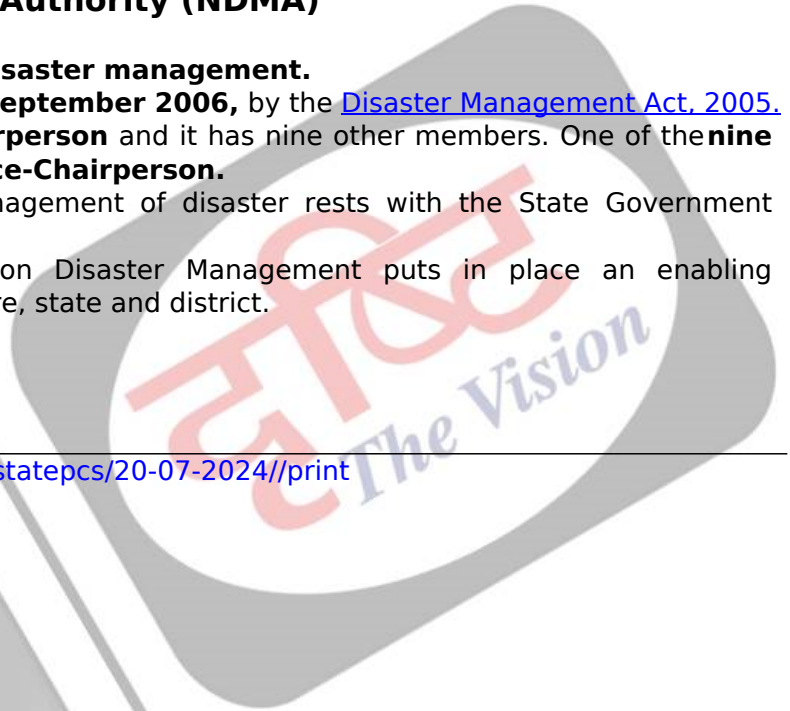 Authority (NDMA)
saster management.
eptember 2006, by the Disaster Management Act, 2005.
rperson and it has nine other members. One of thenine
ce-Chairperson.
nagement of disaster rests with the State Government
on Disaster Management puts in place an enabling
re, state and district.
दृष्टि
The Vision
statepcs/20-07-2024//print